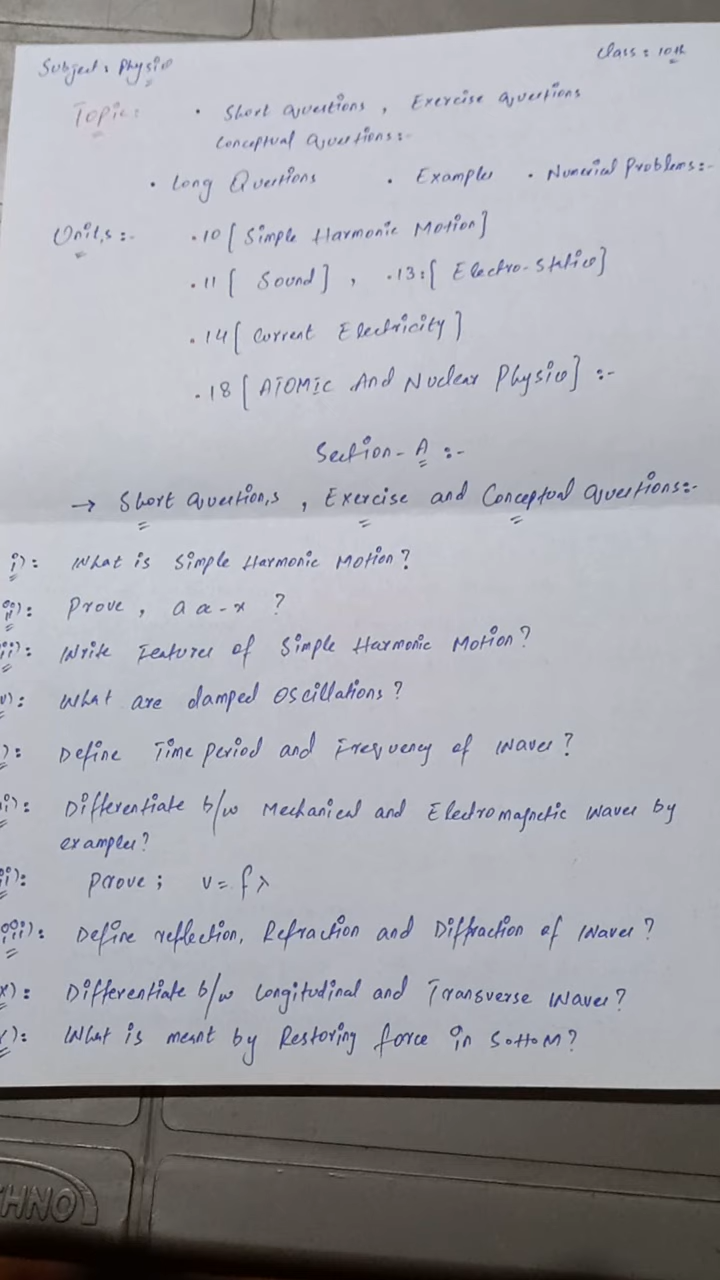 Subject: Physics
Class: 10th
Topic: • Short questions, Exercise questions
Conceptual Questions:-
• Long Questions • Examples • Numerical Problems:-
Units:- .10 [Simple Harmonic Motion]
.11 [Sound], .13:[Electro-Statics]
.14 [Current Electricity]
.18 [ATOMIC And Nuclear Physics] :-
Section-A :-
→ Short questions, Exercise and Conceptual questions:-
i): What is Simple Harmonic Motion?
ii): Prove, a α -x ?
iii): Write Features of Simple Harmonic Motion?
v): What are damped Oscillations?
): Define Time period and Frequency of waves?
i): Differentiate b/w Mechanical and Electromagnetic waves by
examples?
ii): Prove; v = fλ
iii): Define reflection, Refraction and Diffraction of Waves?
x): Differentiate b/w Longitudinal and Transverse Waves?
x): What is meant by Restoring force in S.H.M?
HNO